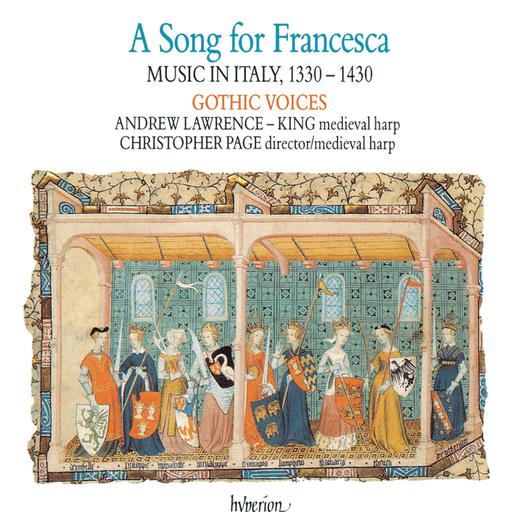 A Song for Francesca
MUSIC IN ITALY, 1330 – 1430
GOTHIC VOICES
ANDREW LAWRENCE – KING medieval harp
CHRISTOPHER PAGE director/medieval harp
hyperion